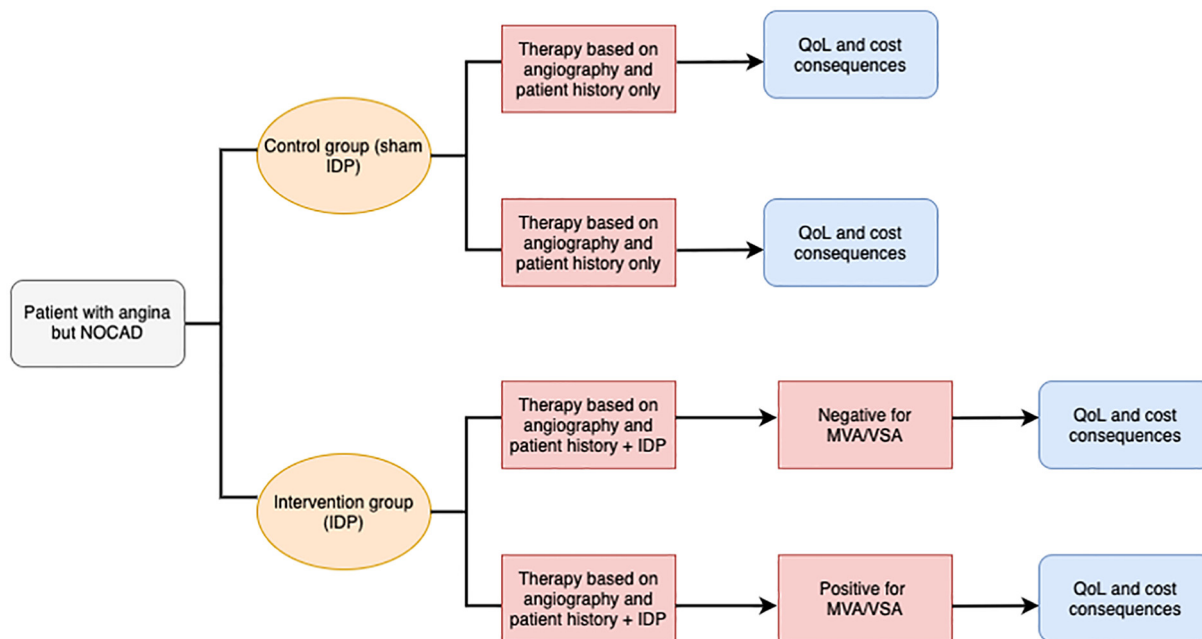 Patient with angina
but NOCAD
Control group (sham
IDP)
Therapy based on
angiography and
patient history only
QoL and cost
consequences
Therapy based on
angiography and
patient history only
QoL and cost
consequences
Intervention group
(IDP)
Therapy based on
angiography and
patient history + IDP
Negative for
MVA/VSA
QoL and cost
consequences
Therapy based on
angiography and
patient history + IDP
Positive for
MVA/VSA
QoL and cost
consequences